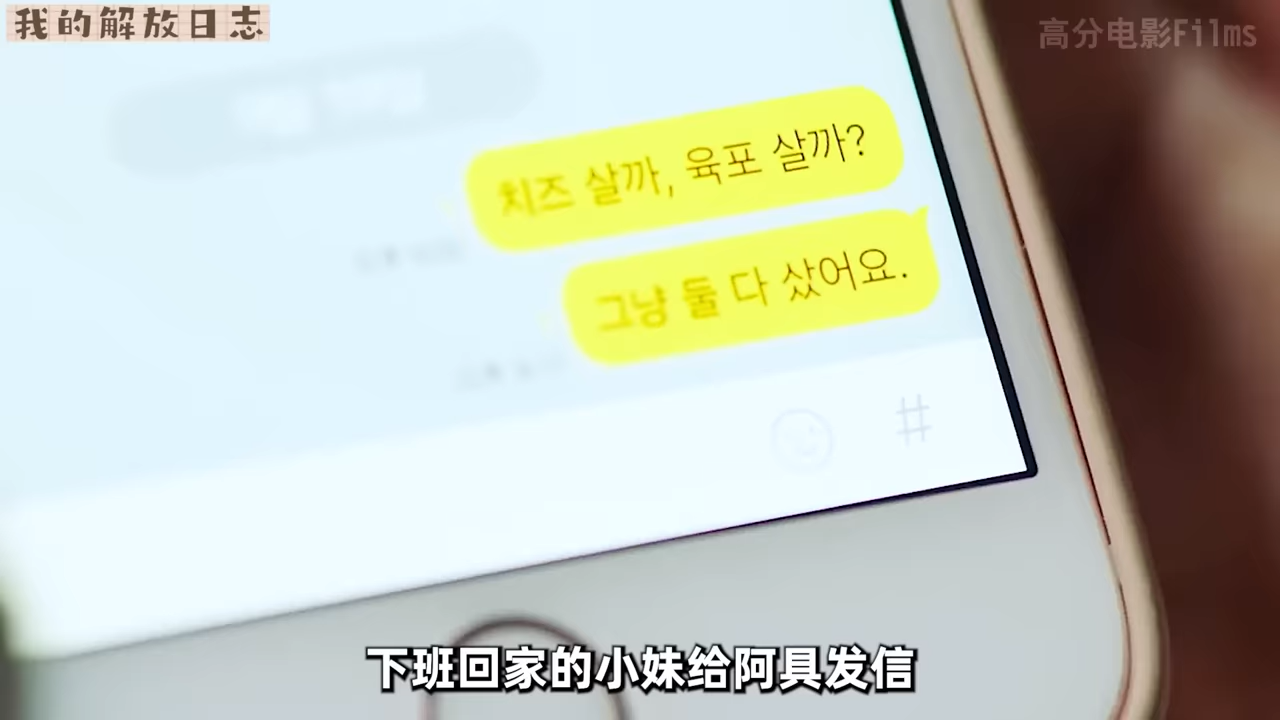 我的解放日志
高分电影Films
치즈 살까, 육포 살까?
그냥 둘 다 샀어요.
#
下班回家的小妹给阿具发信